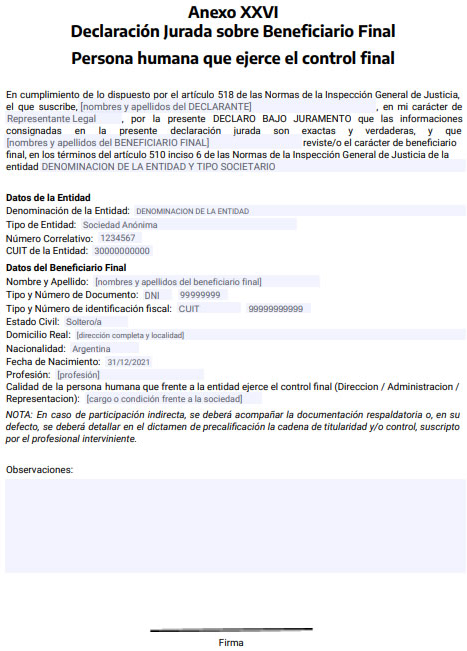 Anexo XXVI
Declaración Jurada sobre Beneficiario Final
Persona humana que ejerce el control final
En cumplimiento de lo dispuesto por el artículo 518 de las Normas de la Inspección General de Justicia,
el que suscribe, [nombres y apellidos del DECLARANTE] , en mi carácter de
Representante Legal , por la presente DECLARO BAJO JURAMENTO que las informaciones
consignadas en la presente declaración jurada son exactas y verdaderas, y que
[nombres y apellidos del BENEFICIARIO FINAL] reviste/o el carácter de beneficiario
final, en los términos del artículo 510 inciso 6 de las Normas de la Inspección General de Justicia de la
entidad DENOMINACION DE LA ENTIDAD Y TIPO SOCIETARIO
Datos de la Entidad
Denominación de la Entidad: DENOMINACION DE LA ENTIDAD
Tipo de Entidad: Sociedad Anónima
Número Correlativo: 1234567
CUIT de la Entidad: 30000000000
Datos del Beneficiario Final
Nombre y Apellido: [nombres y apellidos del beneficiario final]
Tipo y Número de Documento: DNI 99999999
Tipo y Número de identificación fiscal: CUIT 99999999999
Estado Civil: Soltero/a
Domicilio Real: [dirección completa y localidad]
Nacionalidad: Argentina
Fecha de Nacimiento: 31/12/2021
Profesión: [profesión]
Calidad de la persona humana que frente a la entidad ejerce el control final (Direccion / Administracion /
Representacion): [cargo o condición frente a la sociedad]
NOTA: En caso de participación indirecta, se deberá acompañar la documentación respaldatoria o, en su
defecto, se deberá detallar en el dictamen de precalificación la cadena de titularidad y/o control, suscripto
por el profesional interviniente.
Observaciones:
Firma